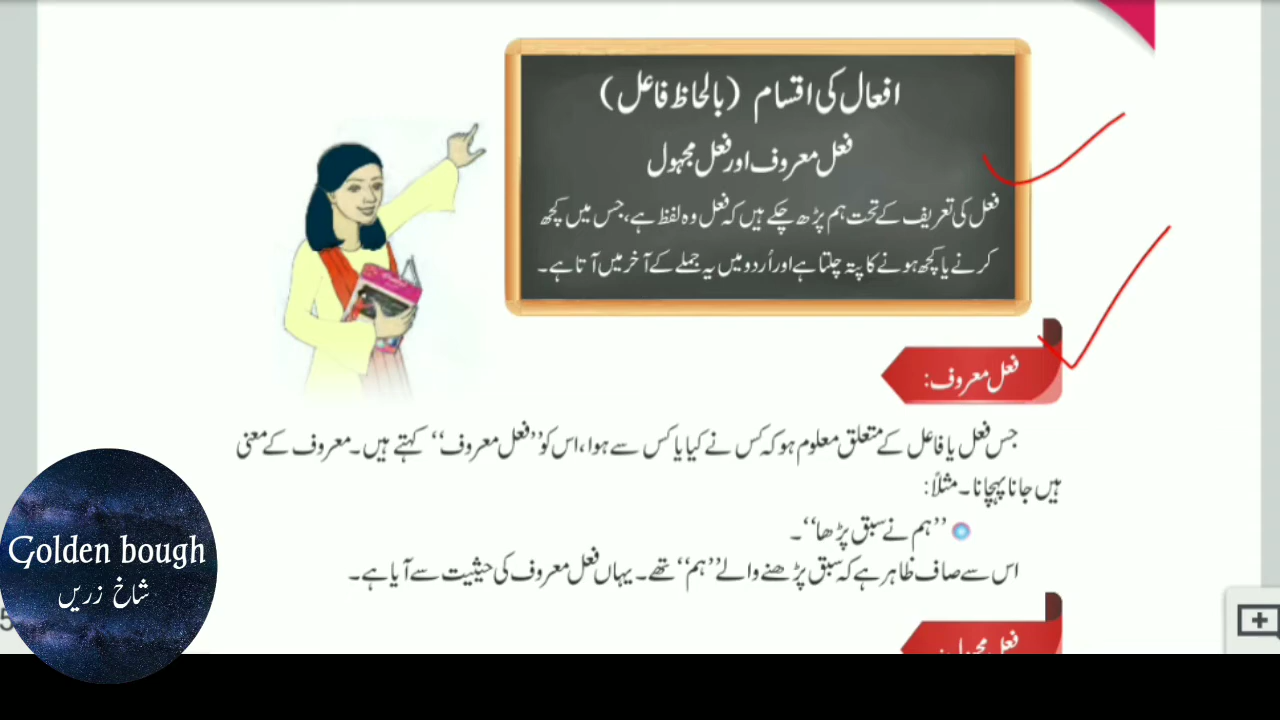 افعال کی اقسام (بالحاظ فاعل)
فعل معروف اور فعل مجہول
فعل کی تعریف کے تحت ہم پڑھ چکے ہیں کہ فعل وہ لفظ ہے، جس میں کچھ
کرنے یا کچھ ہونے کا پتہ چلتا ہے اور اُردو میں یہ جملے کے آخر میں آتا ہے۔
فعل معروف:
جس فعل یا فاعل کے متعلق معلوم ہو کہ کس نے کیا یا کس سے ہوا، اس کو ’’فعل معروف‘‘ کہتے ہیں۔ معروف کے معنی
ہیں جانا پہچانا۔ مثلاً:
’’ہم نے سبق پڑھا‘‘۔
اس سے صاف ظاہر ہے کہ سبق پڑھنے والے ’’ہم‘‘ تھے۔ یہاں فعل معروف کی حیثیت سے آیا ہے۔
Golden bough
شاخ زریں
5